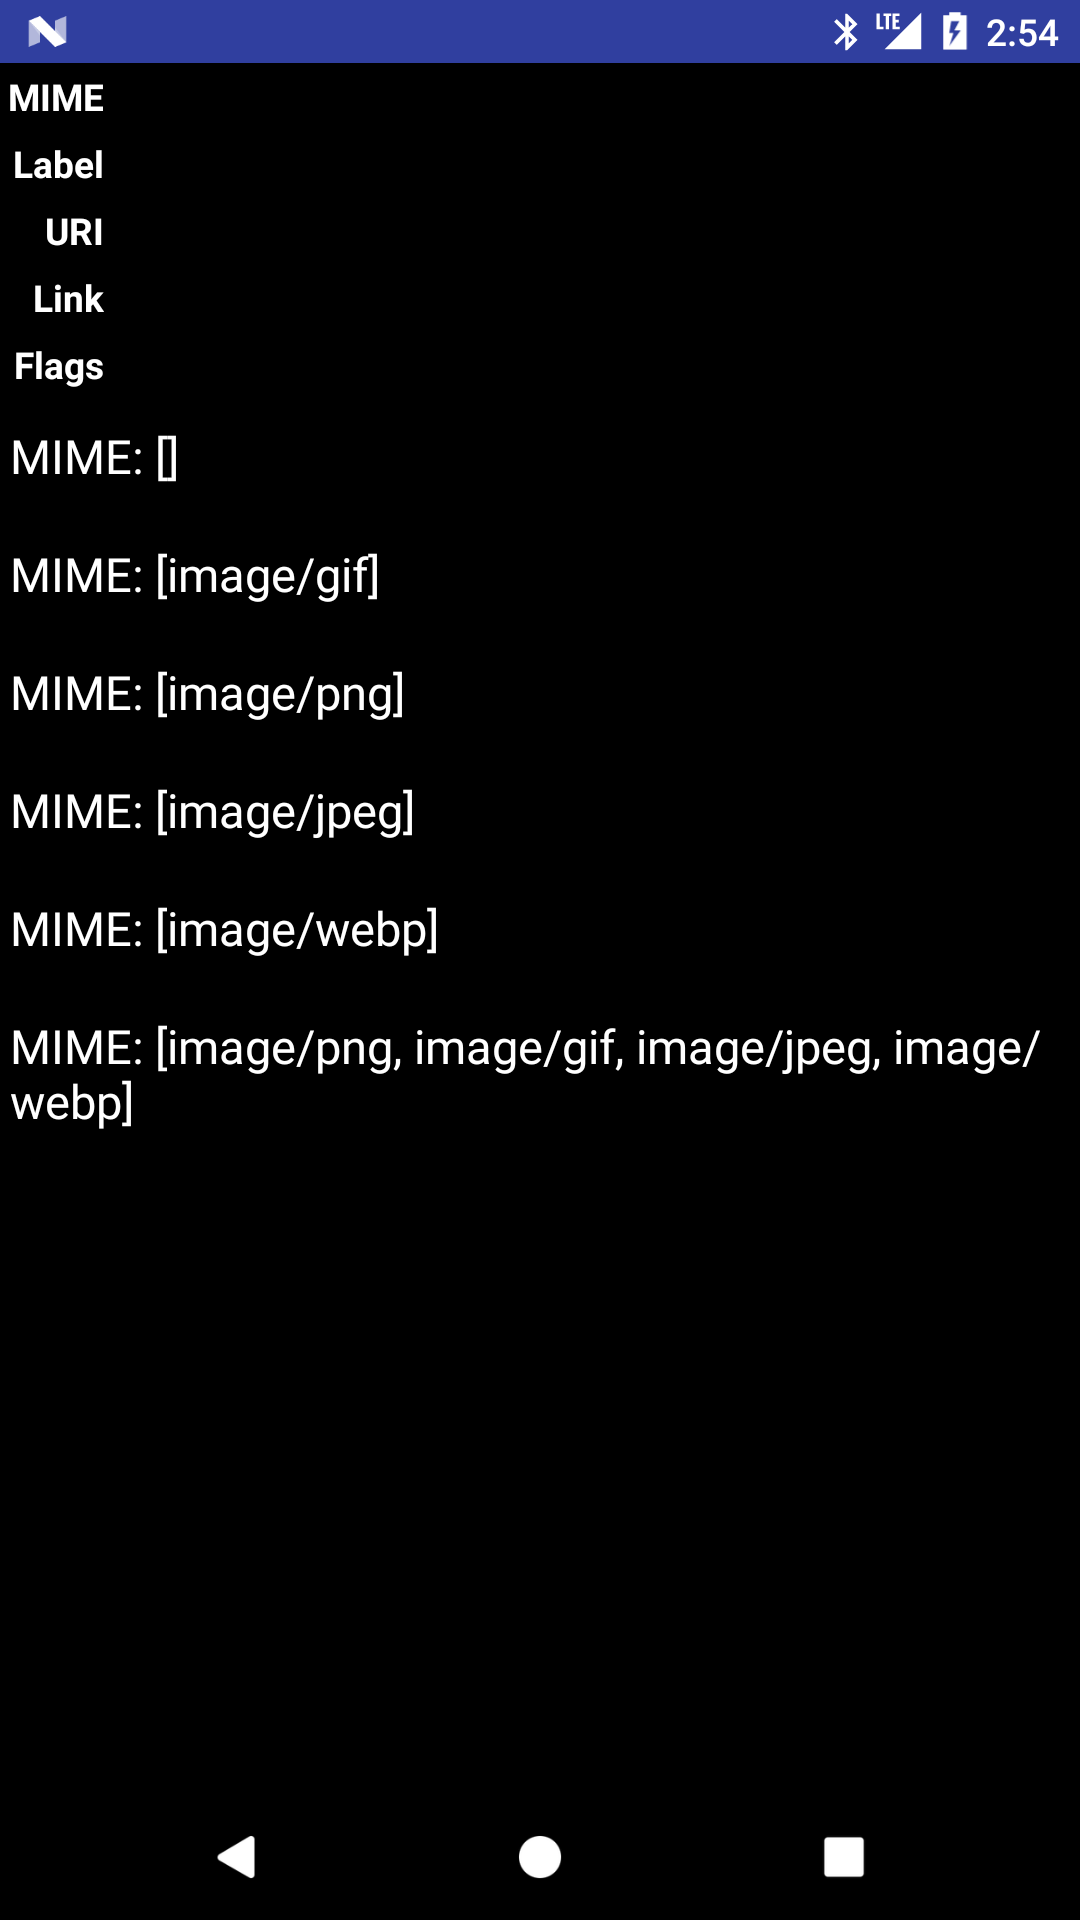 LTE 2:54
MIME
Label
URI
Link
Flags
MIME: []
MIME: [image/gif]
MIME: [image/png]
MIME: [image/jpeg]
MIME: [image/webp]
MIME: [image/png, image/gif, image/jpeg, image/
webp]